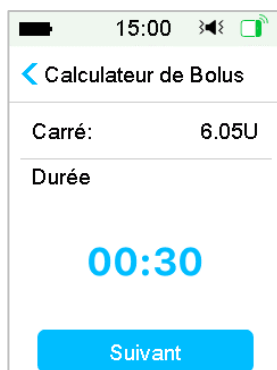 15:00
Calculateur de Bolus
Carré: 6.05U
Durée
00:30
Suivant